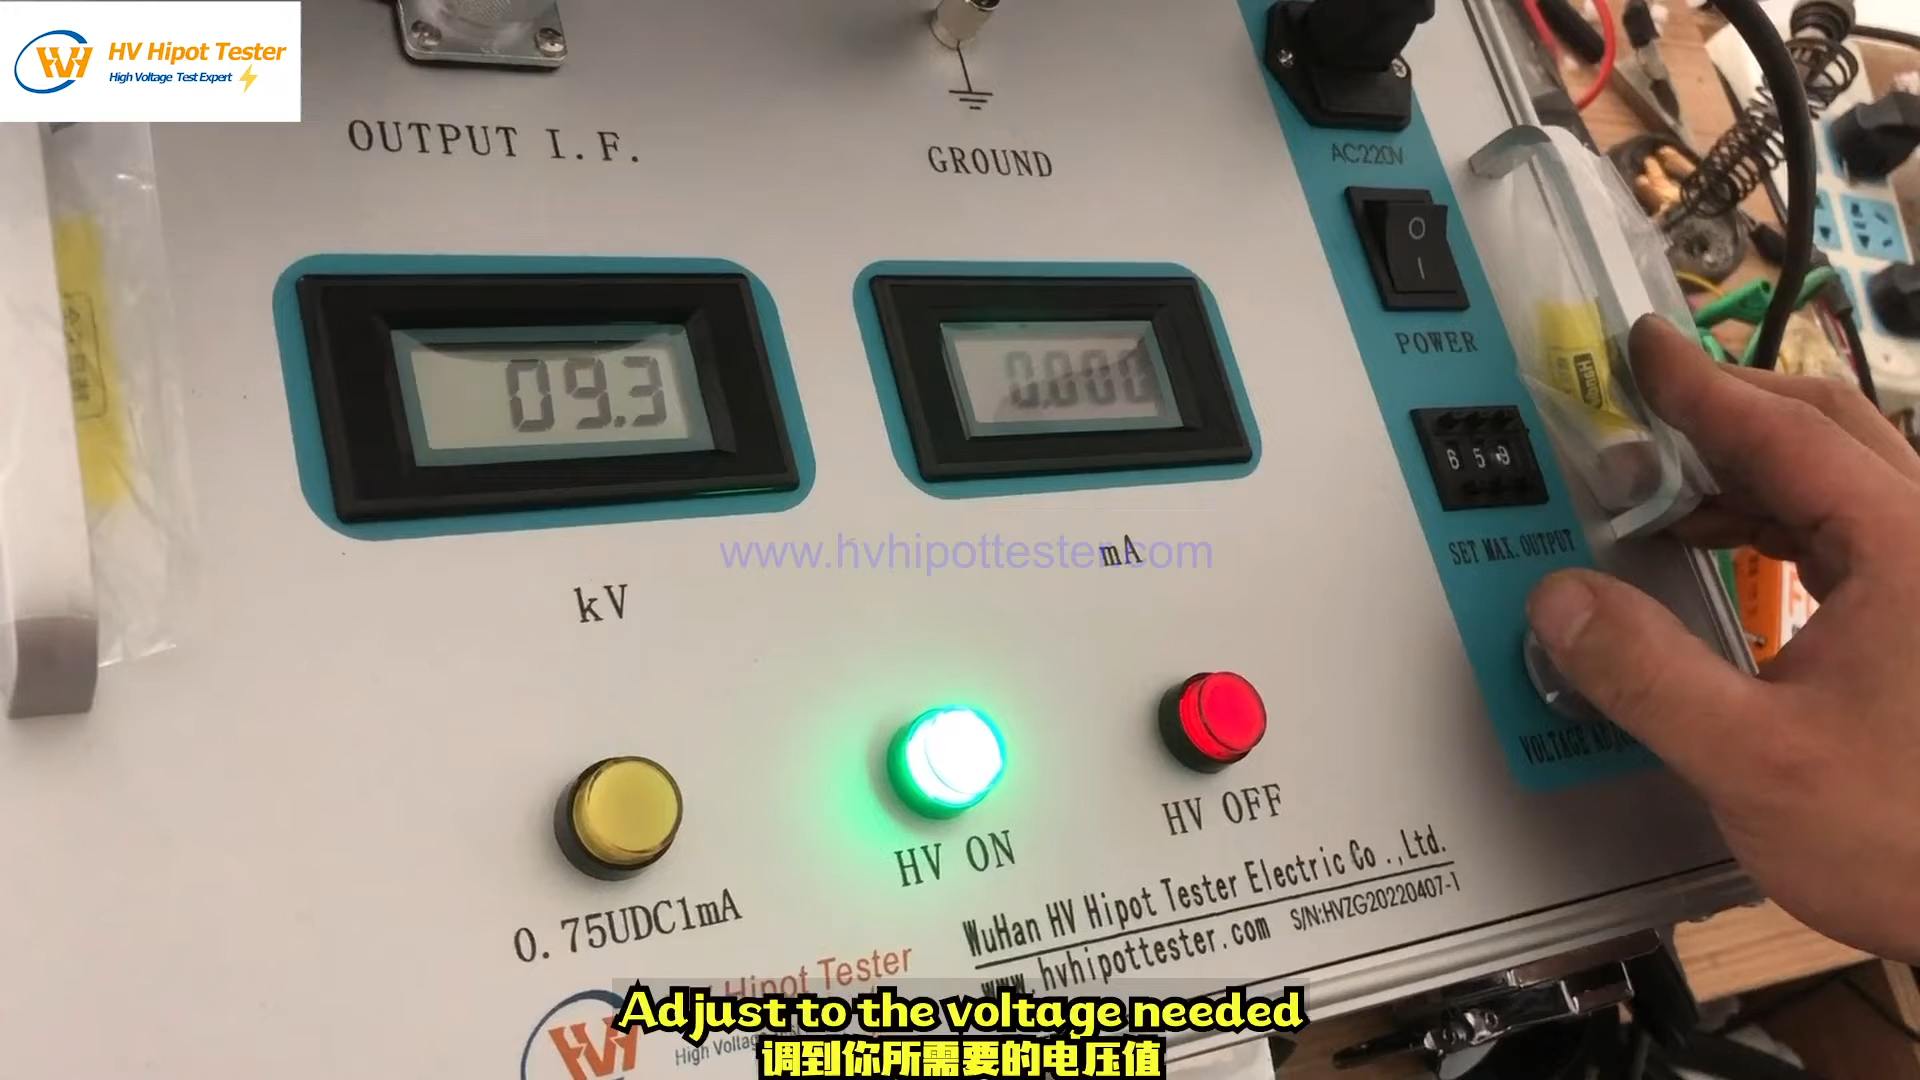 HV Hipot Tester
High Voltage Test Expert
OUTPUT I.F.
GROUND
AC220V
POWER
09.3
0.000
kV
mA
www.hvhipottester.com
SET MAX. OUTPUT
VOLTAGE
0.75UDC1mA
HV ON
HV OFF
WuHan HV Hipot Tester Electric Co.,Ltd.
www.hvhipottester.com S/N:HVZG20220407-1
Hipot Tester
High
Adjust to the voltage needed
调到你所需要的电压值